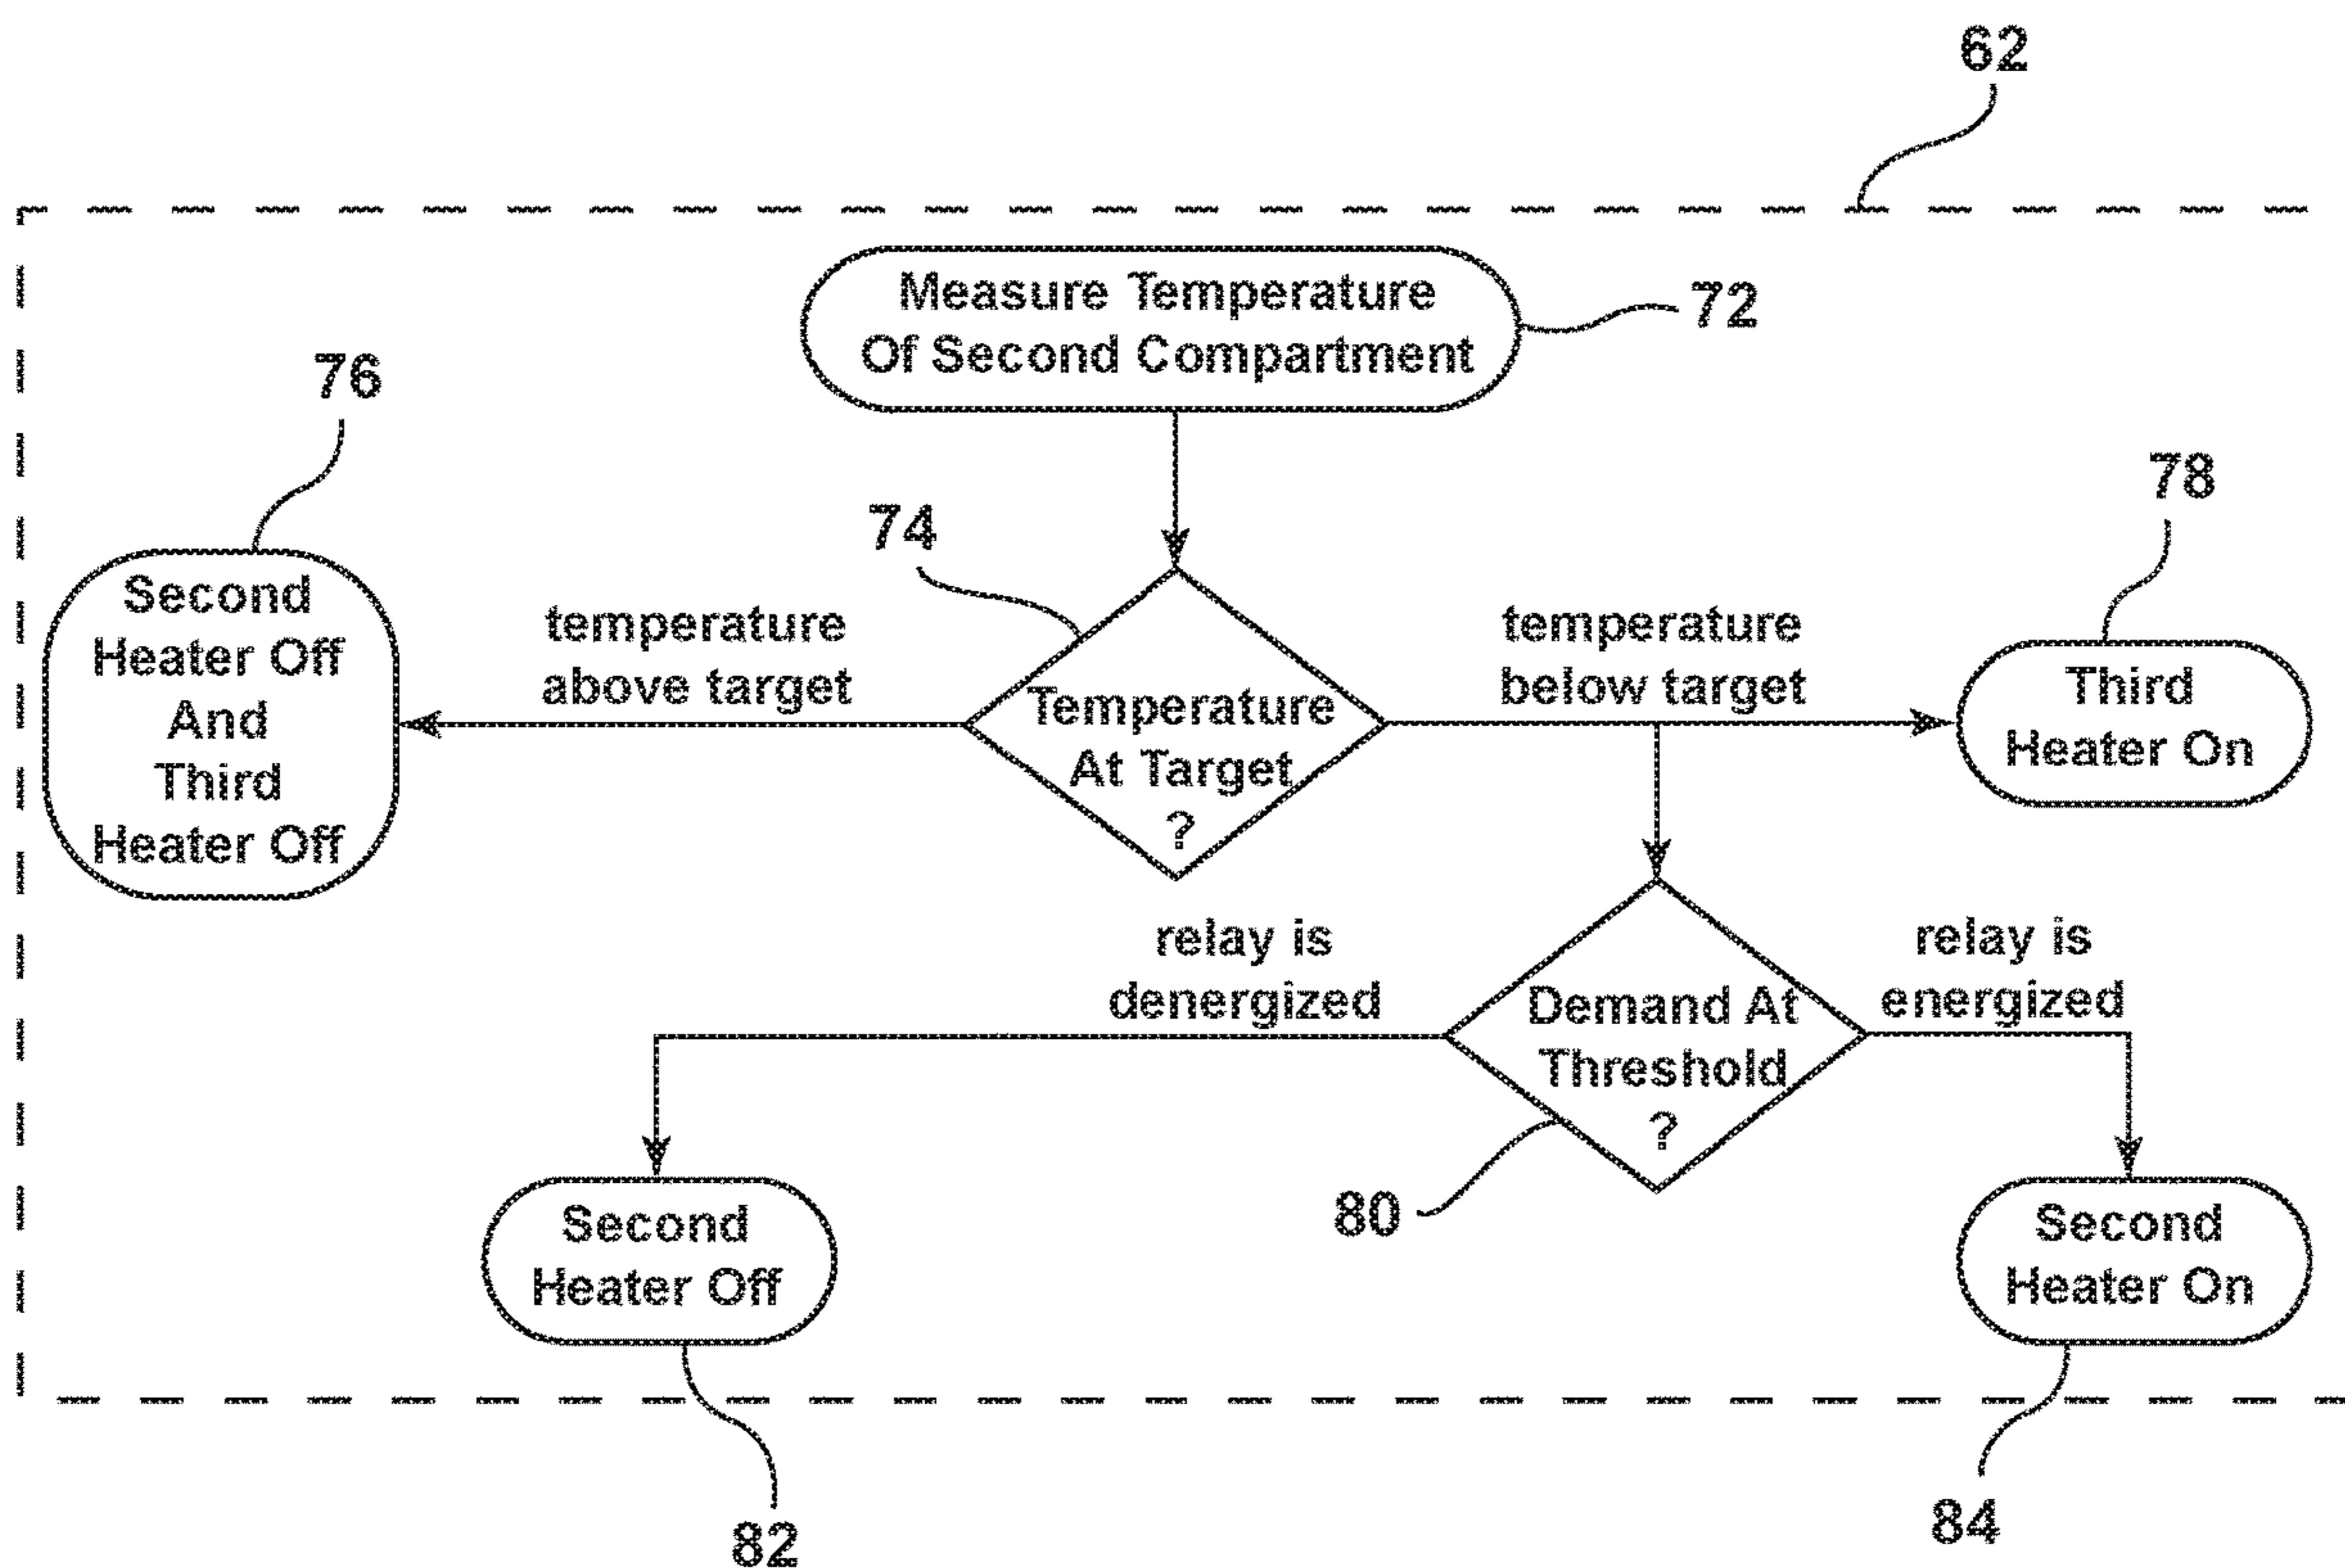 62
Measure Temperature
Of Second Compartment
72
76
78
74
Second
Heater Off
And
Third
Heater Off
temperature
above target
Temperature
At Target
?
temperature
below target
Third
Heater On
relay is
denergized
Demand At
Threshold
?
relay is
energized
80
Second
Heater Off
Second
Heater On
82
84